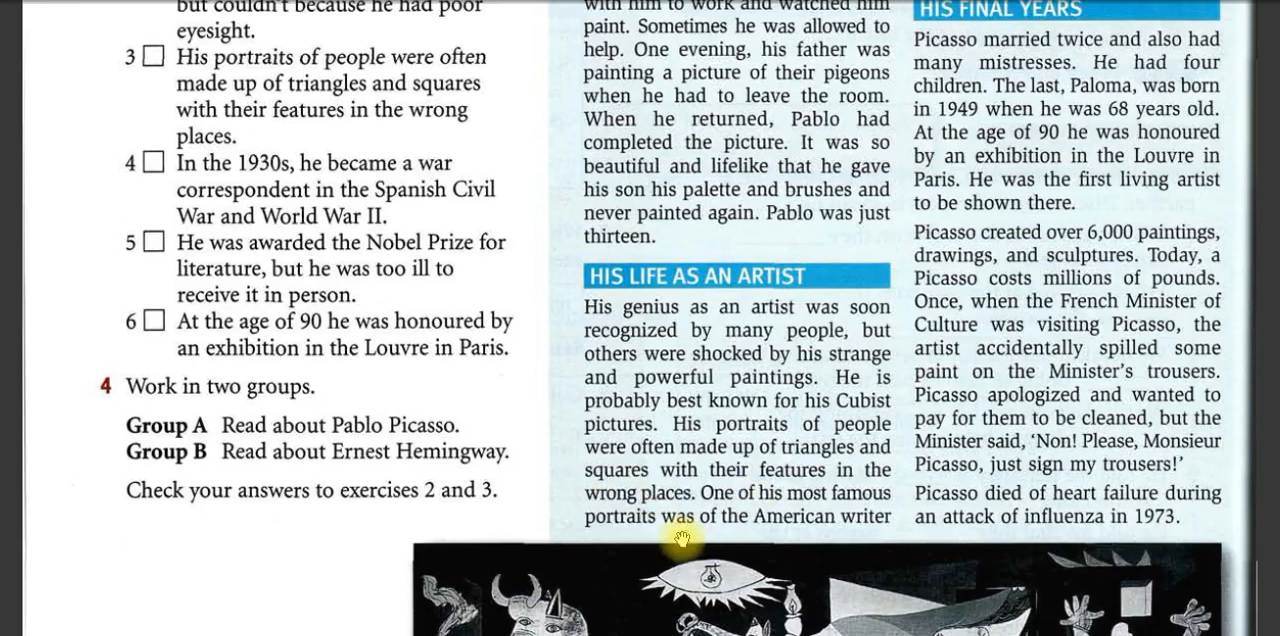 but couldn't because he had poor
eyesight.
3 His portraits of people were often
made up of triangles and squares
with their features in the wrong
places.
4 In the 1930s, he became a war
correspondent in the Spanish Civil
War and World War II.
5 He was awarded the Nobel Prize for
literature, but he was too ill to
receive it in person.
6 At the age of 90 he was honoured by
an exhibition in the Louvre in Paris.
4 Work in two groups.
Group A Read about Pablo Picasso.
Group B Read about Ernest Hemingway.
Check your answers to exercises 2 and 3.
with him to work and watched him
paint. Sometimes he was allowed to
help. One evening, his father was
painting a picture of their pigeons
when he had to leave the room.
When he returned, Pablo had
completed the picture. It was so
beautiful and lifelike that he gave
his son his palette and brushes and
never painted again. Pablo was just
thirteen.
HIS LIFE AS AN ARTIST
His genius as an artist was soon
recognized by many people, but
others were shocked by his strange
and powerful paintings. He is
probably best known for his Cubist
pictures. His portraits of people
were often made up of triangles and
squares with their features in the
wrong places. One of his most famous
portraits was of the American writer
HIS FINAL YEARS
Picasso married twice and also had
many mistresses. He had four
children. The last, Paloma, was born
in 1949 when he was 68 years old.
At the age of 90 he was honoured
by an exhibition in the Louvre in
Paris. He was the first living artist
to be shown there.
Picasso created over 6,000 paintings,
drawings, and sculptures. Today, a
Picasso costs millions of pounds.
Once, when the French Minister of
Culture was visiting Picasso, the
artist accidentally spilled some
paint on the Minister's trousers.
Picasso apologized and wanted to
pay for them to be cleaned, but the
Minister said, 'Non! Please, Monsieur
Picasso, just sign my trousers!'
Picasso died of heart failure during
an attack of influenza in 1973.